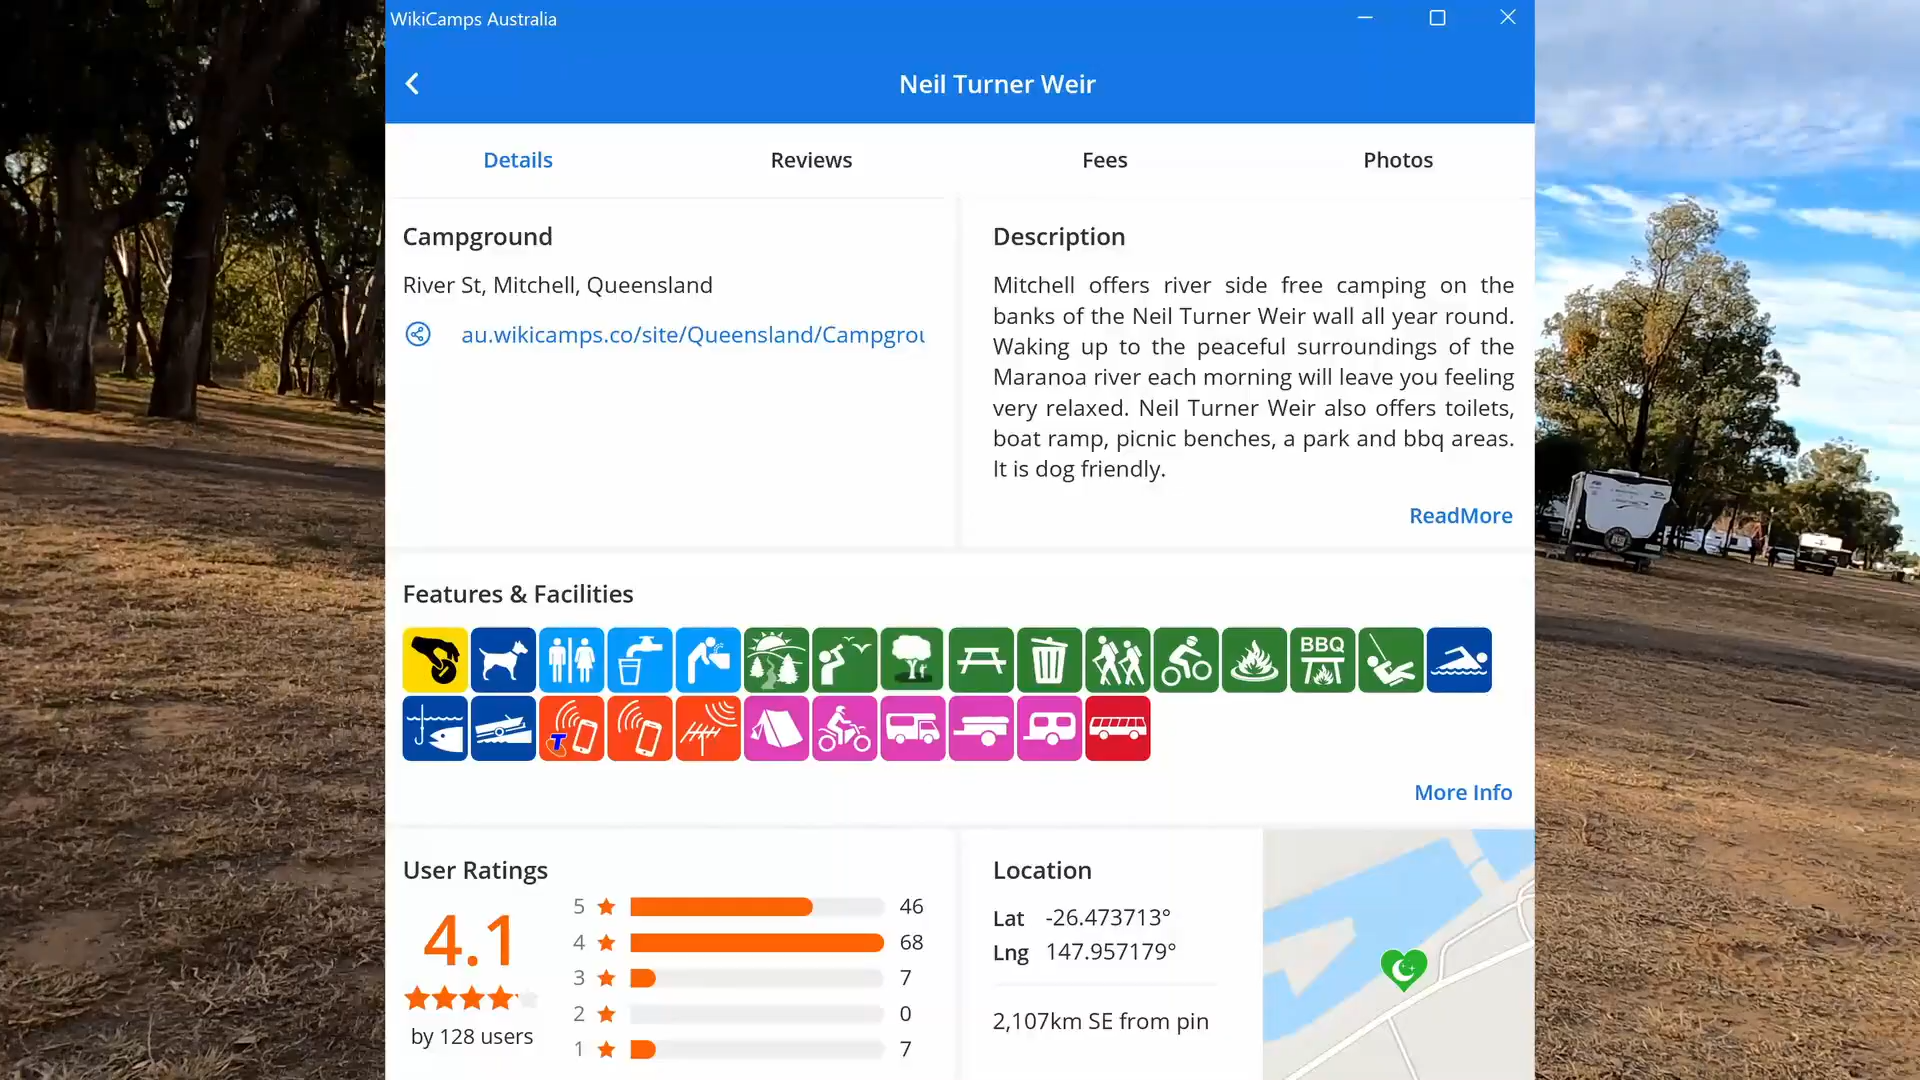 WikiCamps Australia
Neil Turner Weir
Details
Reviews
Fees
Photos
Campground
River St, Mitchell, Queensland
au.wikicamps.co/site/Queensland/Campgrou
Description
Mitchell offers river side free camping on the
banks of the Neil Turner Weir wall all year round.
Waking up to the peaceful surroundings of the
Maranoa river each morning will leave you feeling
very relaxed. Neil Turner Weir also offers toilets,
boat ramp, picnic benches, a park and bbq areas.
It is dog friendly.
ReadMore
Features & Facilities
BBQ
T
More Info
User Ratings
4.1
by 128 users
5 46
4 68
3 7
2 0
1 7
Location
Lat -26.473713°
Lng 147.957179°
2,107km SE from pin